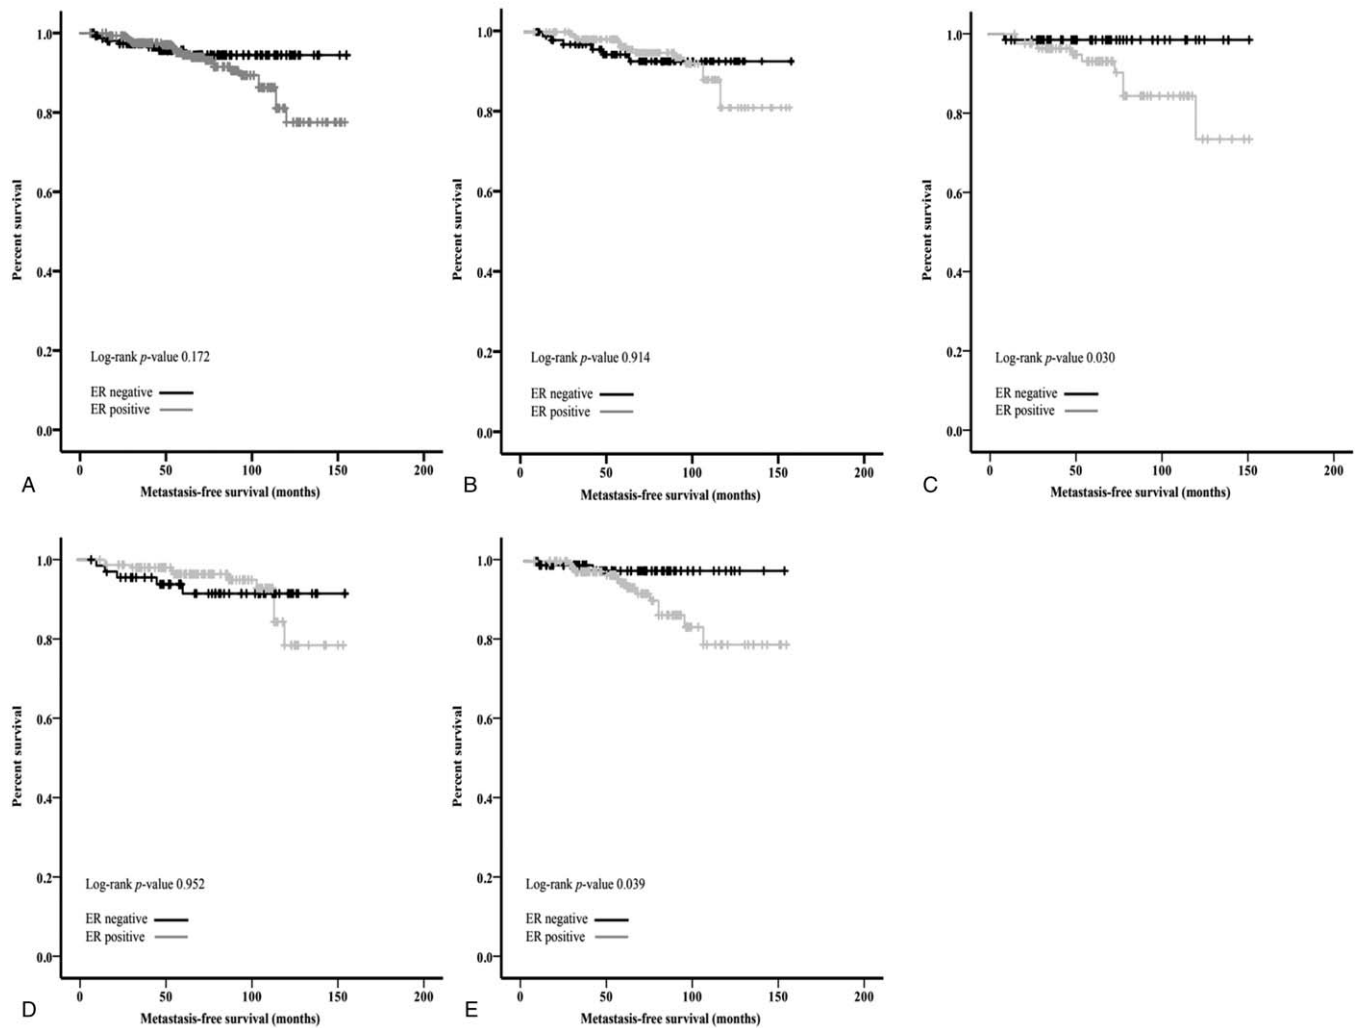 Percent survival
1.0
0.8
0.6
0.4
0.2
0.0
Log-rank p-value 0.172
ER negative
ER positive
0 50 100 150 200
Metastasis-free survival (months)
A
Percent survival
1.0
0.8
0.6
0.4
0.2
0.0
Log-rank p-value 0.914
ER negative
ER positive
0 50 100 150 200
Metastasis-free survival (months)
B
Percent survival
1.0
0.8
0.6
0.4
0.2
0.0
Log-rank p-value 0.030
ER negative
ER positive
0 50 100 150 200
Metastasis-free survival (months)
C
Percent survival
1.0
0.8
0.6
0.4
0.2
0.0
Log-rank p-value 0.952
ER negative
ER positive
0 50 100 150 200
Metastasis-free survival (months)
D
Percent survival
1.0
0.8
0.6
0.4
0.2
0.0
Log-rank p-value 0.039
ER negative
ER positive
0 50 100 150 200
Metastasis-free survival (months)
E